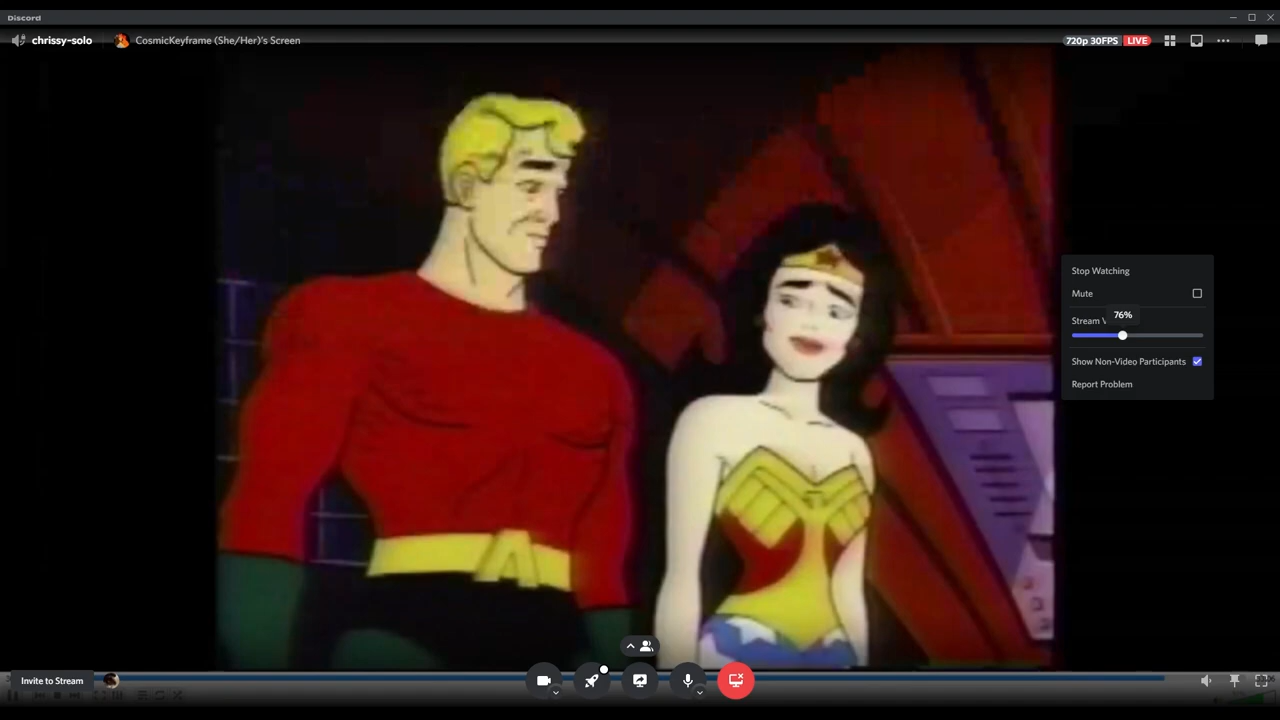 Discord
chrissy-solo
CosmicKeyframe (She/Her)'s Screen
720p 30FPS LIVE
Stop Watching
Mute
76%
Stream V
Show Non-Video Participants
Report Problem
A
Invite to Stream